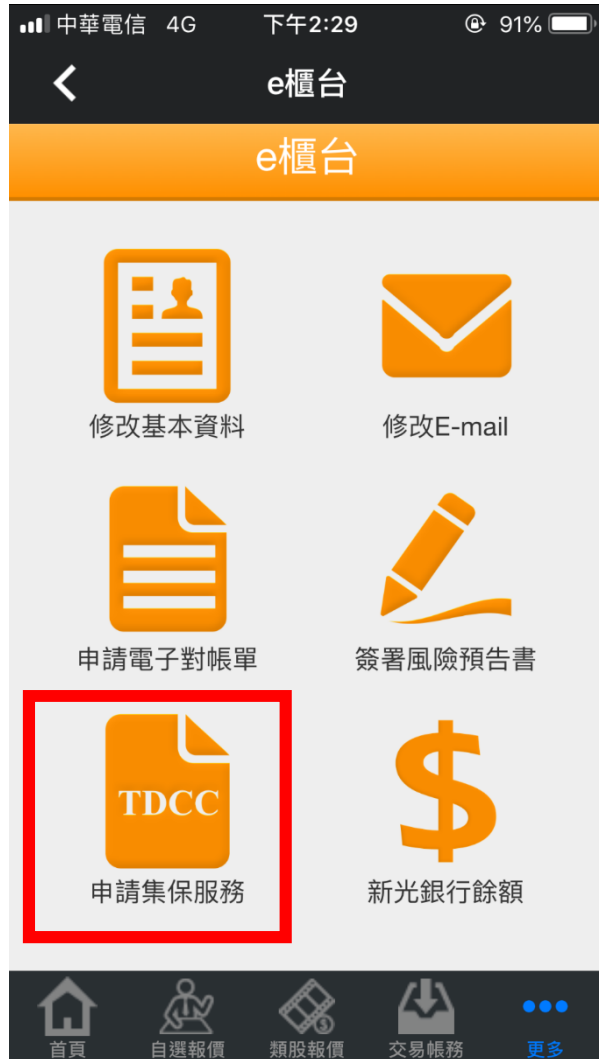 中華電信 4G 下午2:29 91%
e櫃台
e櫃台
修改基本資料 修改E-mail
申請電子對帳單 簽署風險預告書
TDCC
申請集保服務 新光銀行餘額
首頁 自選報價 類股報價 交易帳務 更多